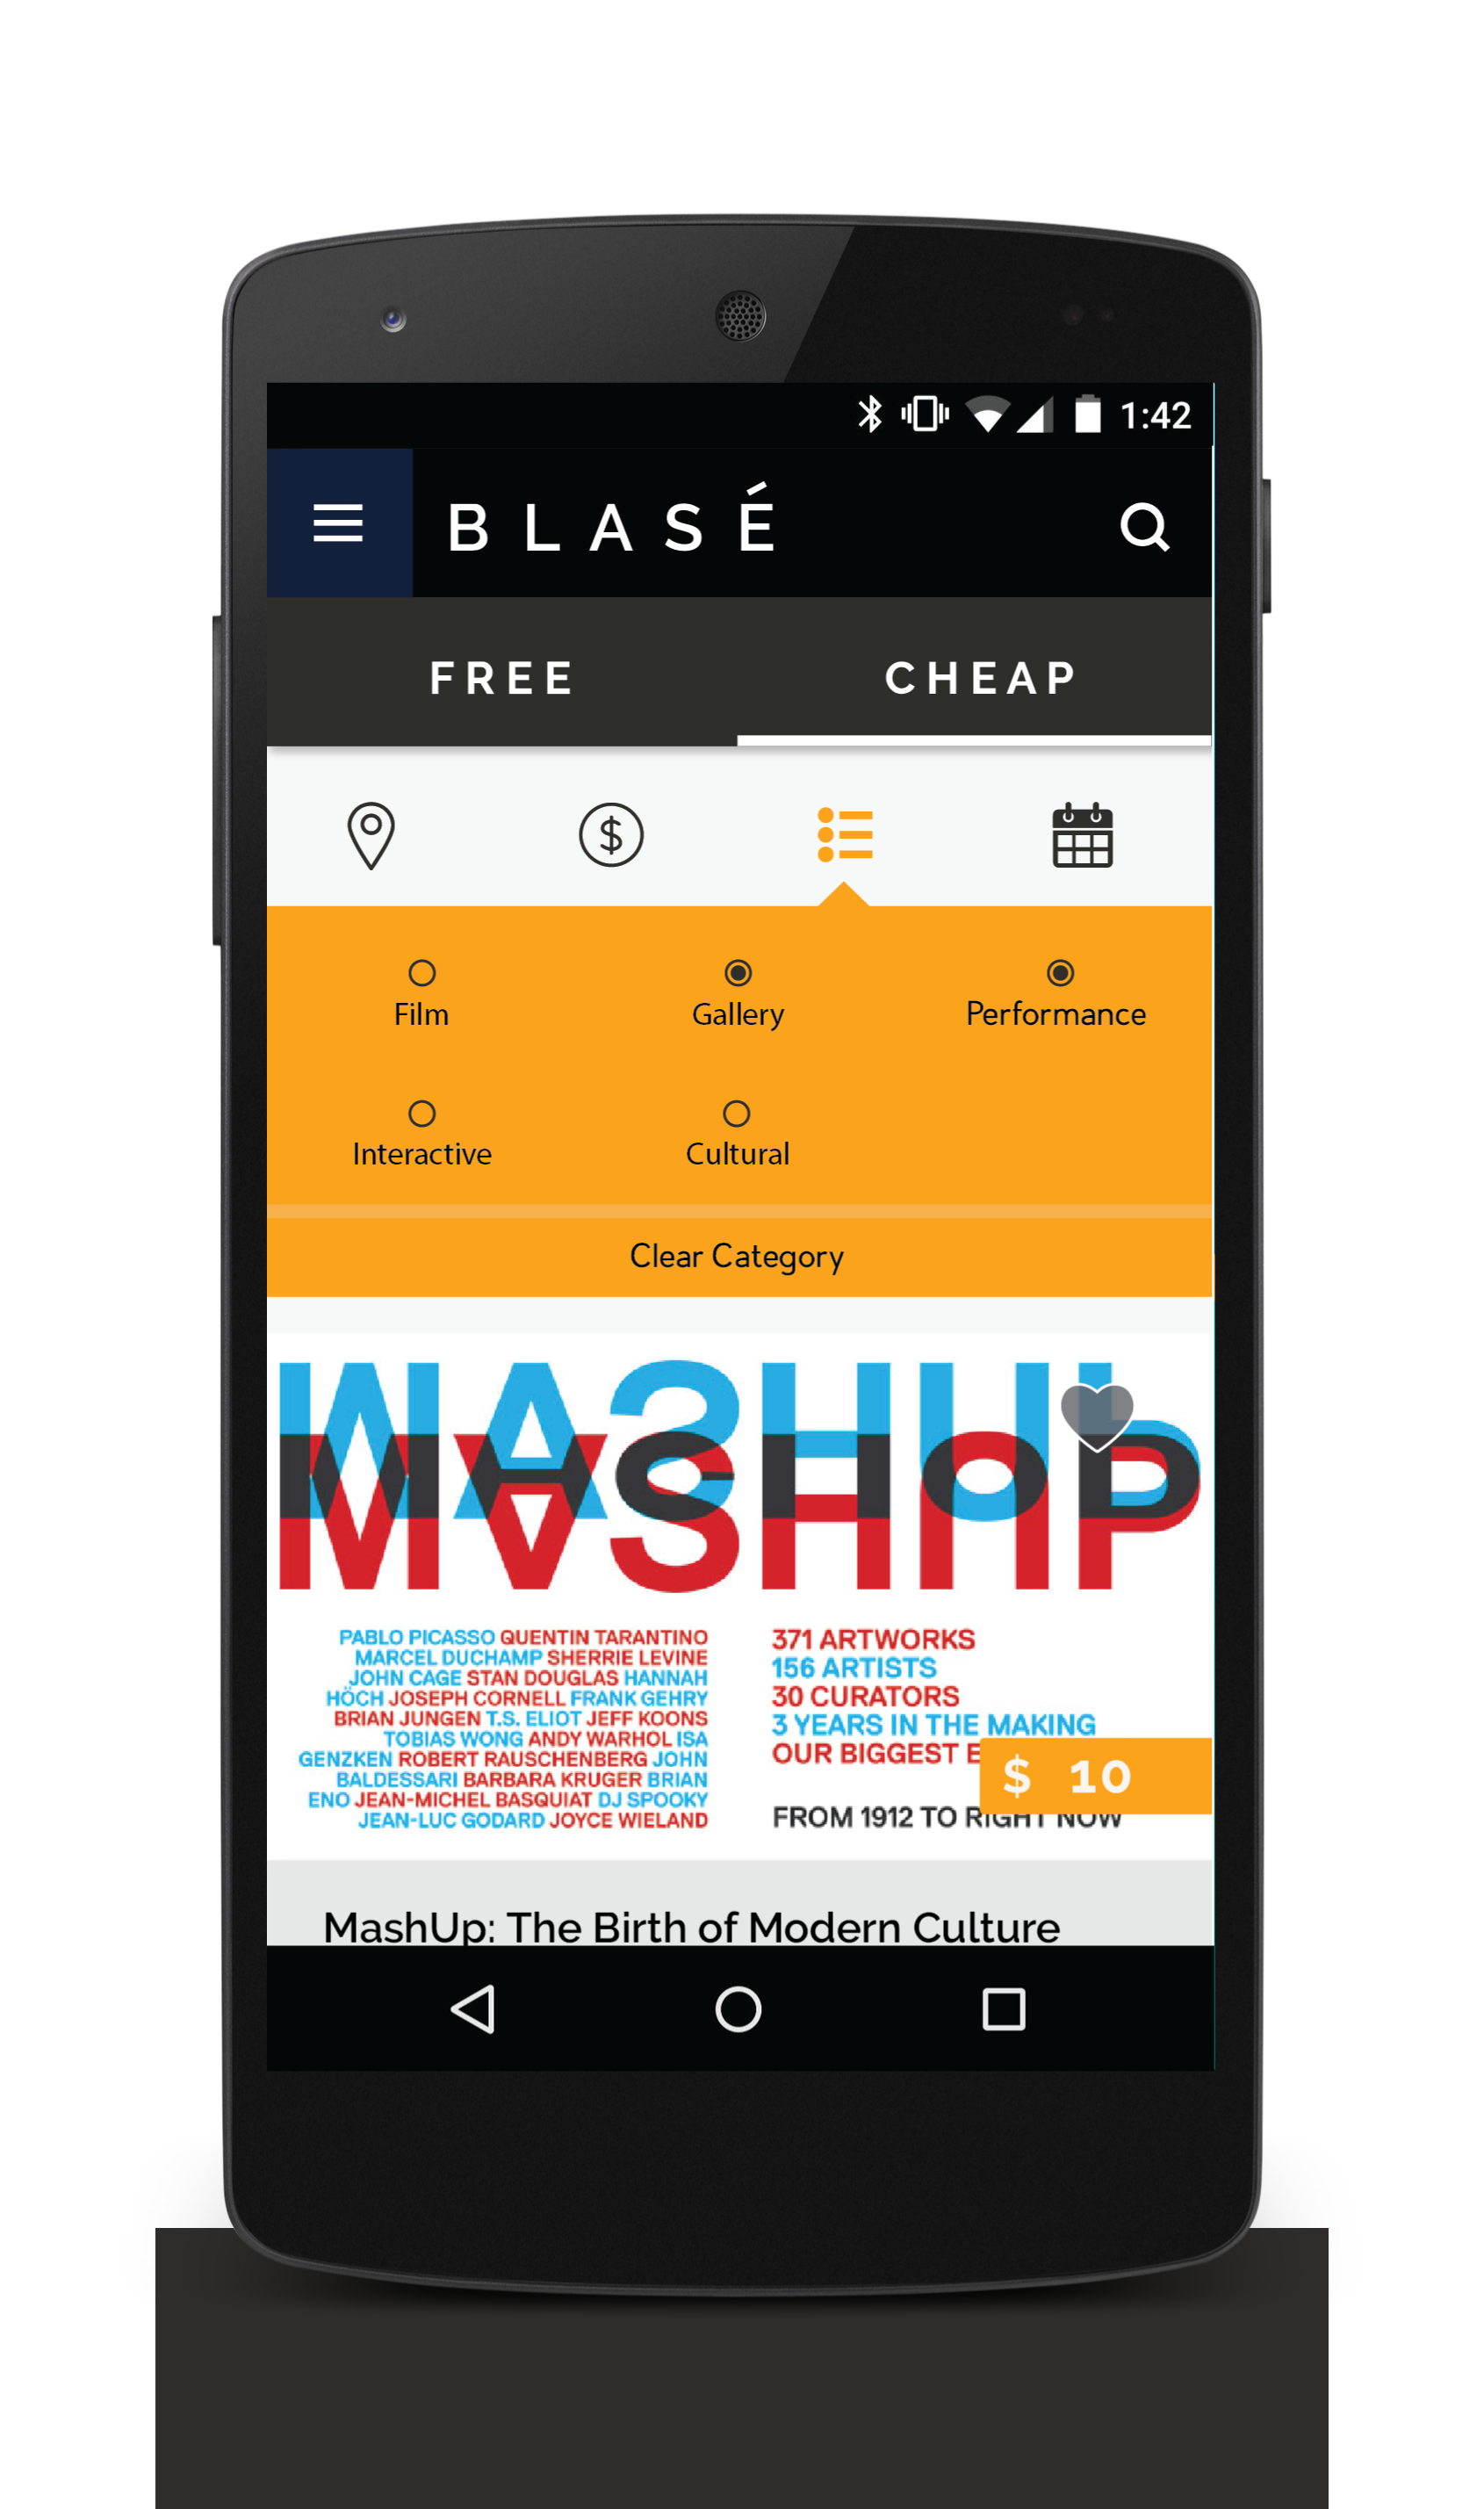 1:42
BLASÉ
FREE CHEAP
$
Film Gallery Performance
Interactive Cultural
Clear Category
MASHUP
MASHUP
PABLO PICASSO QUENTIN TARANTINO
MARCEL DUCHAMP SHERRIE LEVINE
JOHN CAGE STAN DOUGLAS HANNAH
HÖCH JOSEPH CORNELL FRANK GEHRY
BRIAN JUNGEN T.S. ELIOT JEFF KOONS
TOBIAS WONG ANDY WARHOL ISA
GENZKEN ROBERT RAUSCHENBERG JOHN
BALDESSARI BARBARA KRUGER BRIAN
ENO JEAN-MICHEL BASQUIAT DJ SPOOKY
JEAN-LUC GODARD JOYCE WIELAND
371 ARTWORKS
156 ARTISTS
30 CURATORS
3 YEARS IN THE MAKING
OUR BIGGEST
$ 10
FROM 1912 TO RIGHT NOW
MashUp: The Birth of Modern Culture